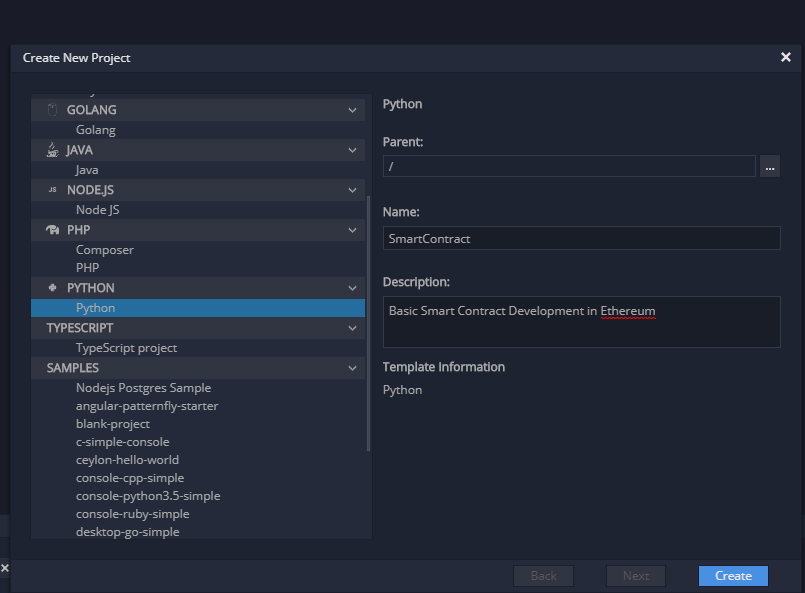 Create New Project
GOLANG
Golang
JAVA
Java
JS NODE.JS
Node JS
PHP
Composer
PHP
PYTHON
Python
TYPESCRIPT
TypeScript project
SAMPLES
Nodejs Postgres Sample
angular-patternfly-starter
blank-project
c-simple-console
ceylon-hello-world
console-cpp-simple
console-python3.5-simple
console-ruby-simple
desktop-go-simple
Python
Parent:
/
...
Name:
SmartContract
Description:
Basic Smart Contract Development in Ethereum
Template Information
Python
Back
Next
Create